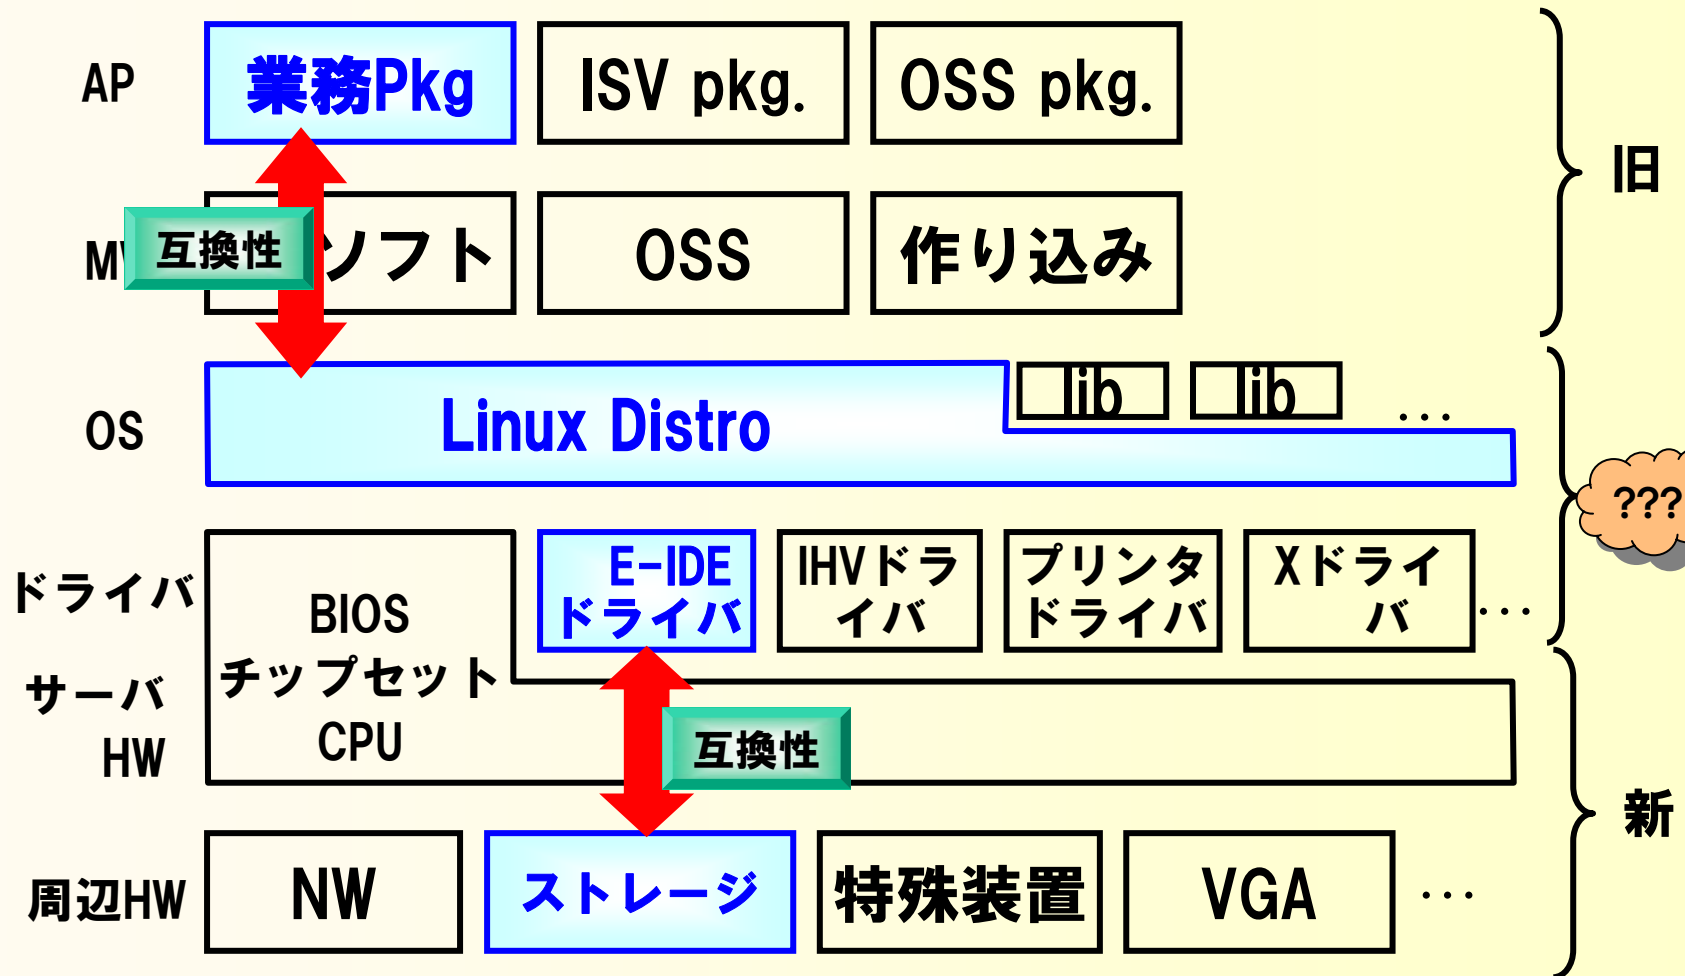 AP
業務Pkg
ISV pkg.
OSS pkg.
旧
互換性
ソフト
OSS
作り込み
OS
Linux Distro
lib
lib
...
???
ドライバ
E-IDE
ドライバ
IHVドラ
イバ
プリンタ
ドライバ
Xドライ
バ
...
サーバ
HW
BIOS
チップセット
CPU
互換性
新
周辺HW
NW
ストレージ
特殊装置
VGA
...